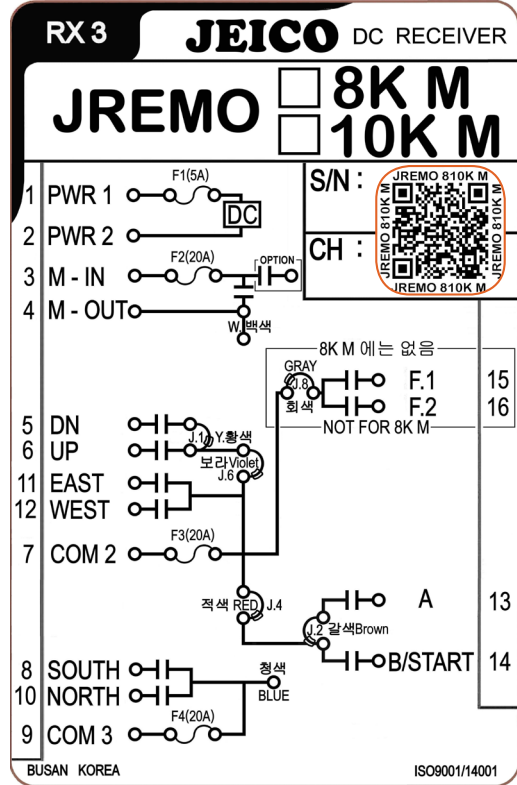 RX 3
JEICO DC RECEIVER
JREMO
8K M
10K M
S/N :
CH :
JREMO 810K M
JREMO 810K M
JREMO 810K M
JREMO 810K M
1 PWR 1
F1(5A)
DC
2 PWR 2
3 M - IN
F2(20A)
OPTION
4 M - OUT
W,백색
8K M 에는 없음
GRAY
J.8
회색
F.1 15
F.2 16
NOT FOR 8K M
5 DN
J.1 Y.황색
6 UP
보라Violet
J.6
11 EAST
12 WEST
7 COM 2
F3(20A)
적색 RED J.4
A 13
J.2 갈색Brown
B/START 14
8 SOUTH
청색
BLUE
10 NORTH
F4(20A)
9 COM 3
BUSAN KOREA
ISO9001/14001